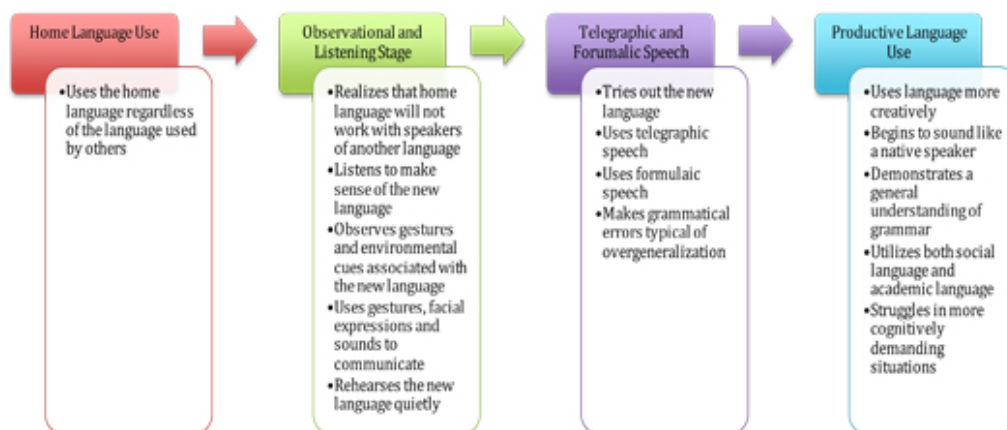 Home Language Use
•Uses the home
language regardless
of the language used
by others
Observational and
Listening Stage
•Realizes that home
language will not
work with speakers
of another language
•Listens to make
sense of the new
language
•Observes gestures
and environmental
cues associated with
the new language
•Uses gestures, facial
expressions and
sounds to
communicate
•Rehearses the new
language quietly
Telegraphic and
Forumalic Speech
•Tries out the new
language
•Uses telegraphic
speech
•Uses formulaic
speech
•Makes grammatical
errors typical of
overgeneralization
Productive Language
Use
•Uses language more
creatively
•Begins to sound like
a native speaker
•Demonstrates a
general
understanding of
grammar
•Utilizes both social
language and
academic language
•Struggles in more
cognitively
demanding
situations